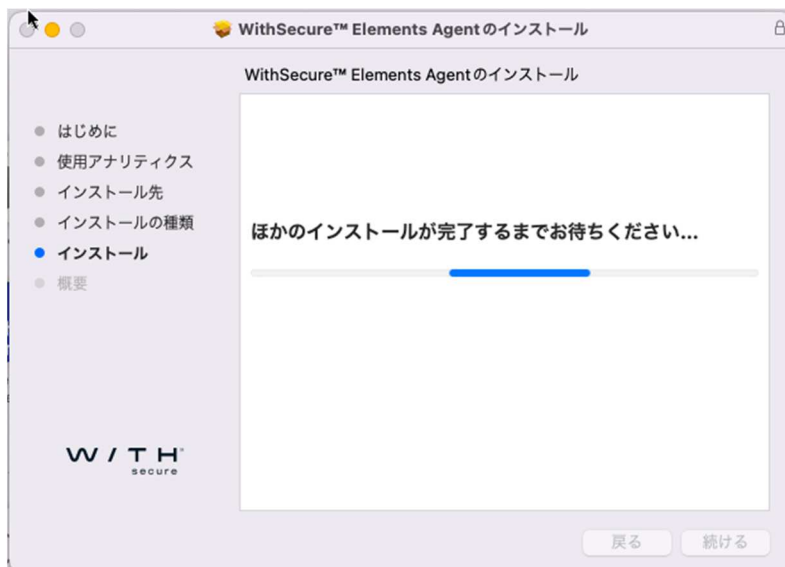 WithSecure™ Elements Agentのインストール
WithSecure™ Elements Agentのインストール
はじめに
使用アナリティクス
インストール先
インストールの種類
インストール
概要
ほかのインストールが完了するまでお待ちください...
W / T H
secure
戻る
続ける